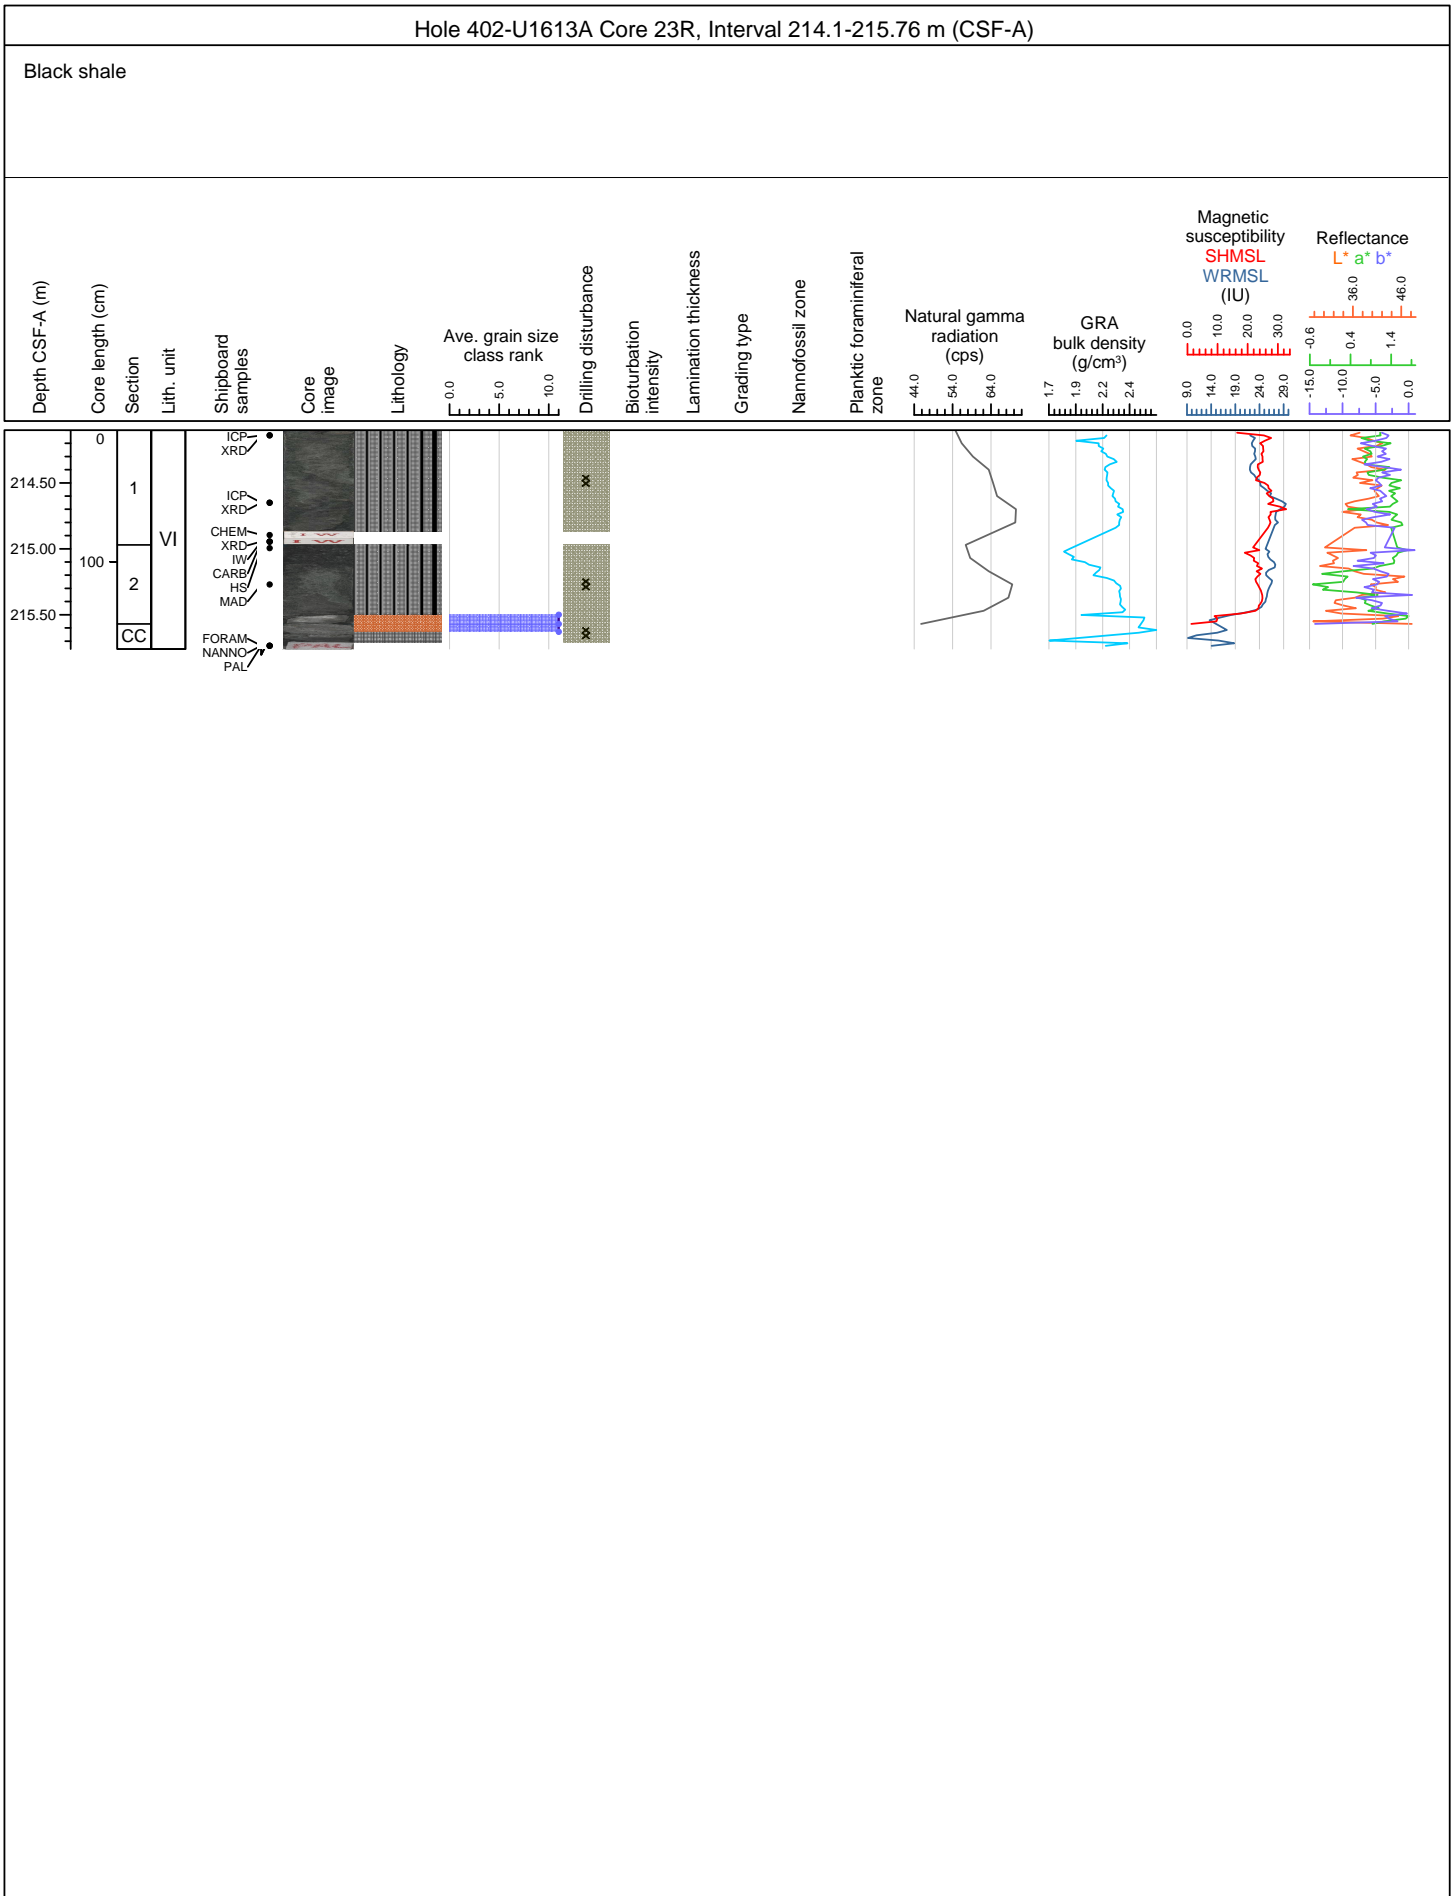 Hole 402-U1613A Core 23R, Interval 214.1-215.76 m (CSF-A)
Black shale
Depth CSF-A (m)
Core length (cm)
Section
Lith. unit
Shipboard
samples
Core
image
Lithology
Ave. grain size
class rank
0.0
5.0
10.0
Drilling disturbance
Bioturbation
intensity
Lamination thickness
Grading type
Nannofossil zone
Planktic foraminiferal
zone
Natural gamma
radiation
(cps)
44.0
54.0
64.0
GRA
bulk density
(g/cm³)
1.7
1.9
2.2
2.4
Magnetic
susceptibility
SHMSL
WRMSL
(IU)
0.0
10.0
20.0
30.0
9.0
14.0
19.0
24.0
29.0
Reflectance
L* a* b*
36.0
46.0
-0.6
0.4
1.4
-15.0
-10.0
-5.0
0.0
214.50
215.00
215.50
0
100
1
2
CC
VI
ICP
XRD
ICP
XRD
CHEM
XRD
IW
CARB
HS
MAD
FORAM
NANNO
PAL
I W
PAL